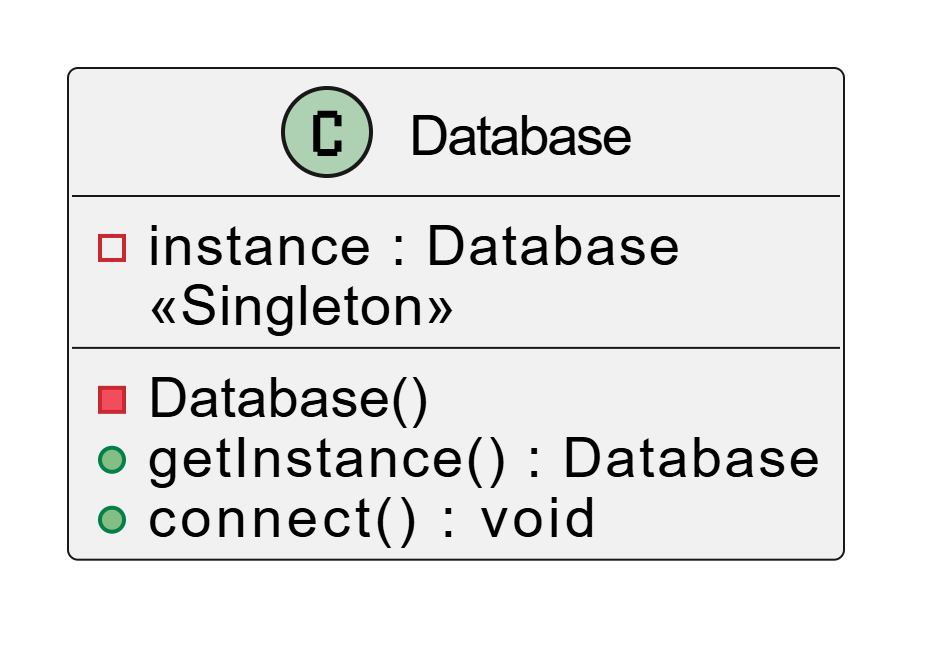 C Database
instance : Database
«Singleton»
Database()
getInstance() : Database
connect() : void